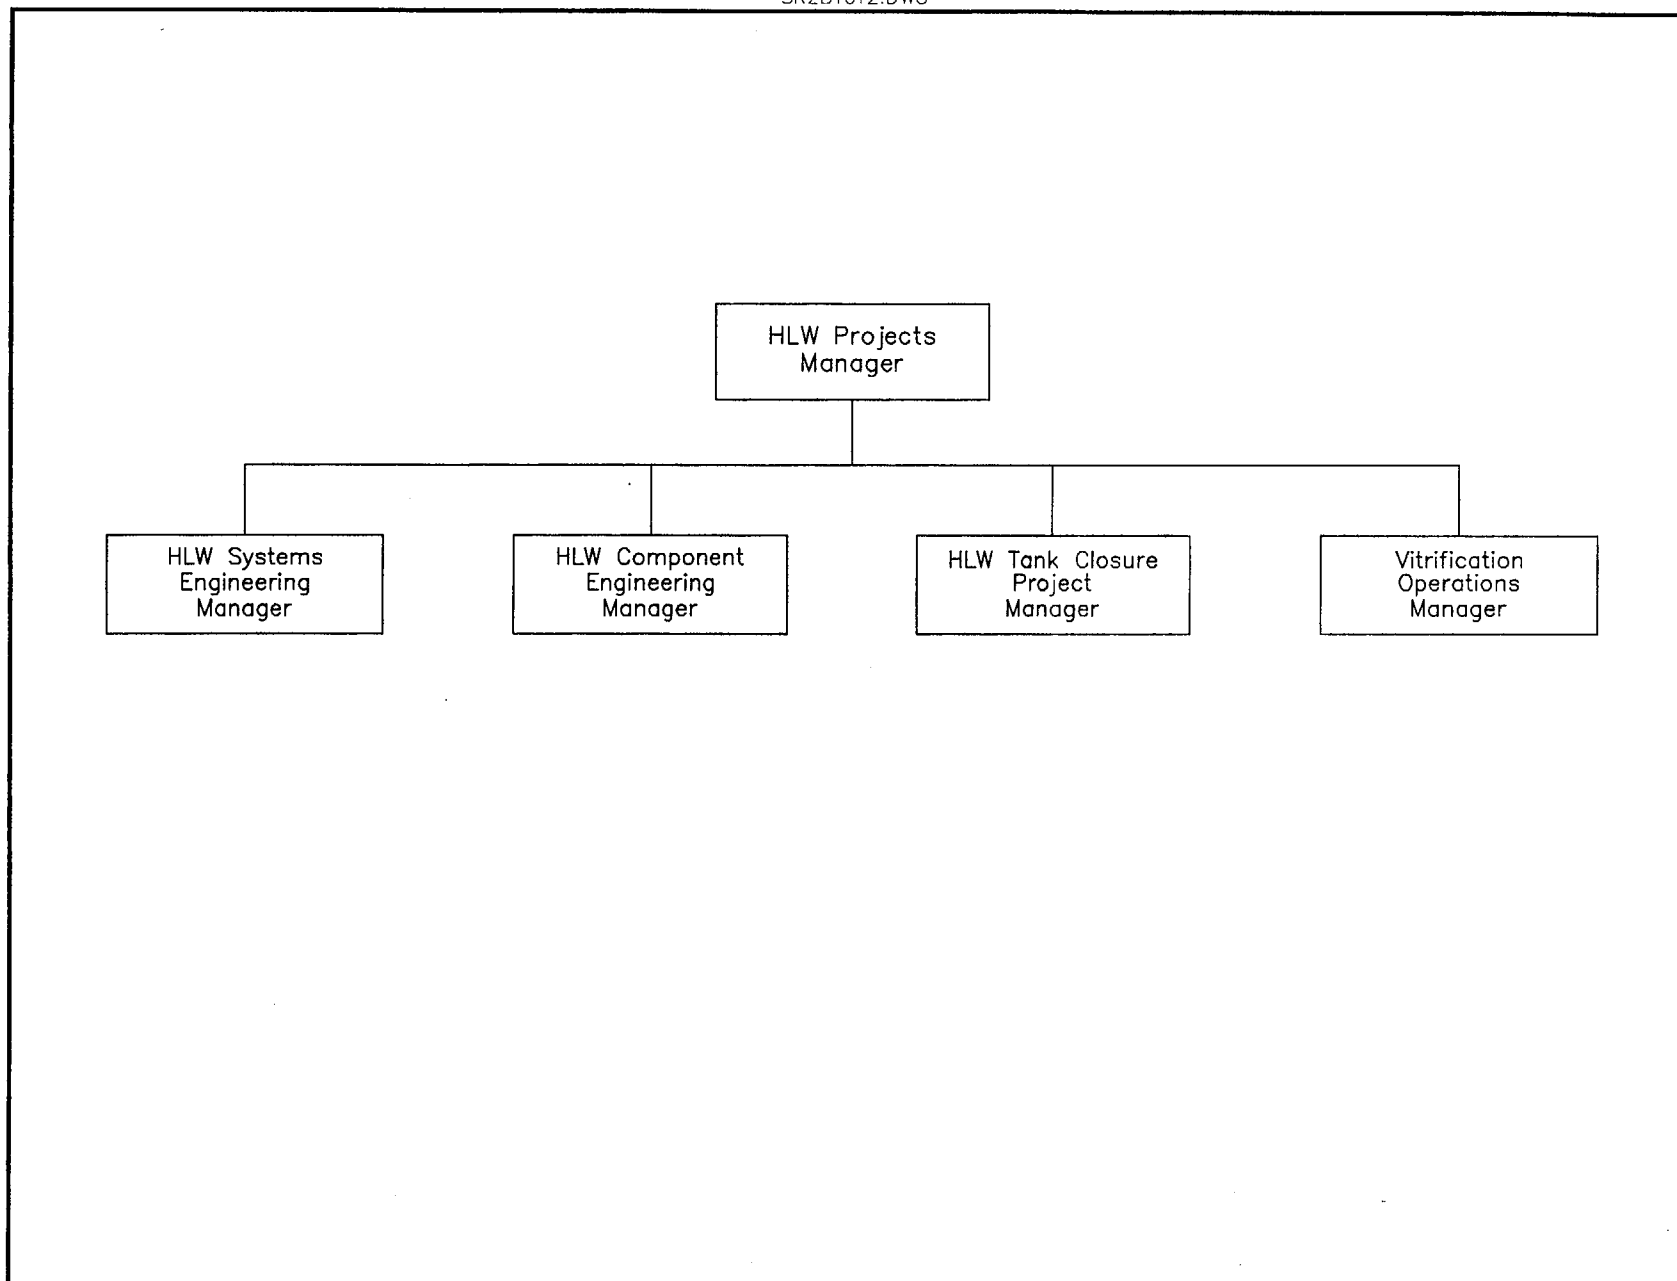 HLW Projects
Manager
HLW Systems
Engineering
Manager
HLW Component
Engineering
Manager
HLW Tank Closure
Project
Manager
Vitrification
Operations
Manager